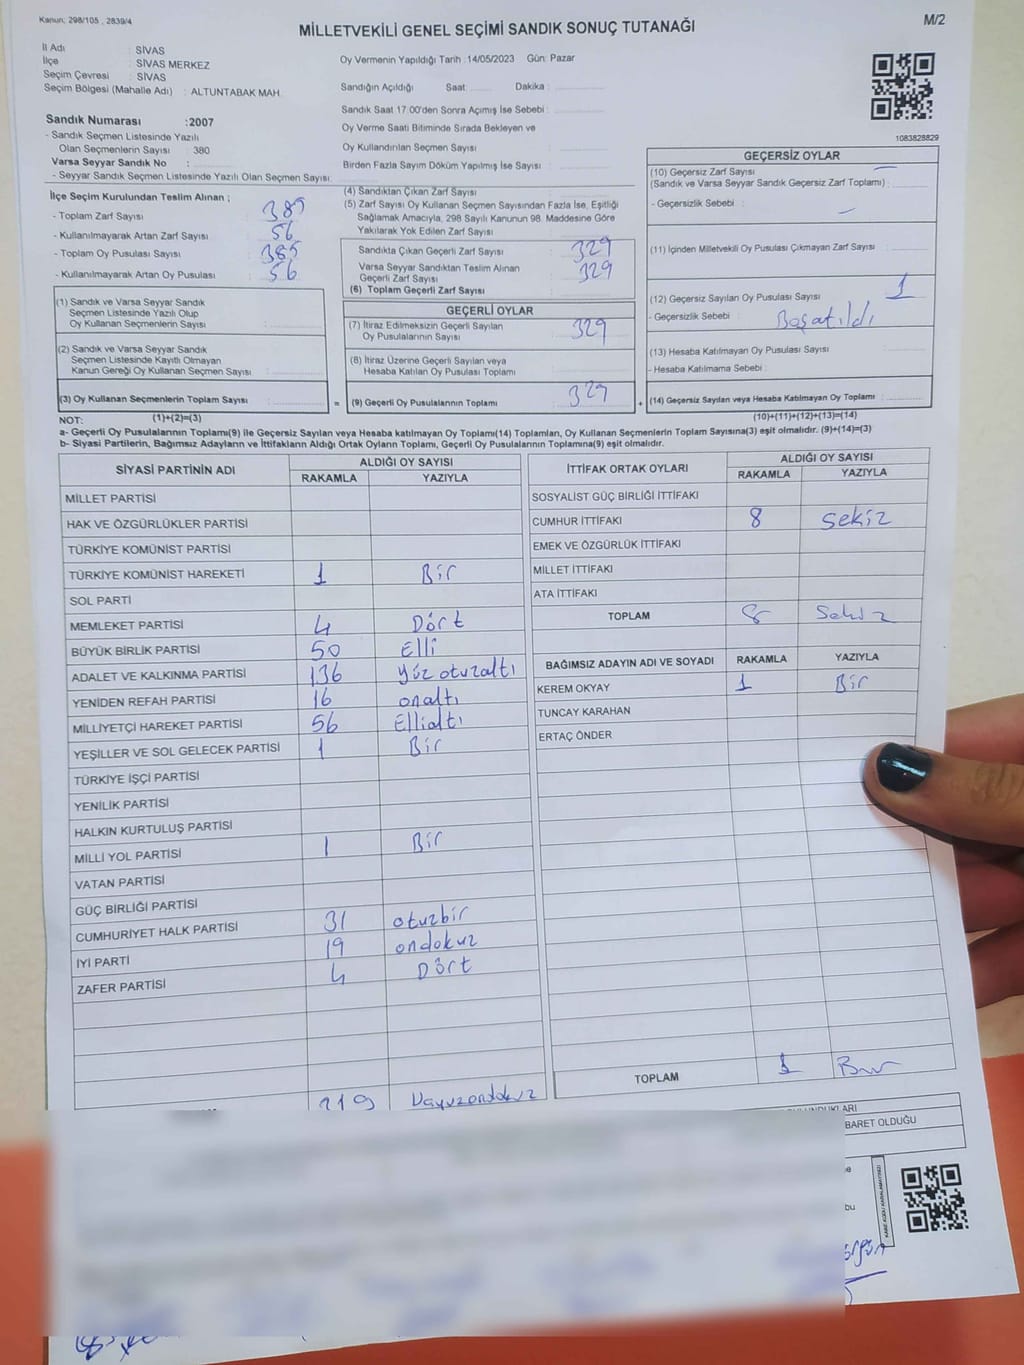 Kanun: 298/105 , 2839/4
MİLLETVEKİLİ GENEL SEÇİMİ SANDIK SONUÇ TUTANAĞI
M/2
İl Adı : SİVAS
İlçe : SİVAS MERKEZ
Seçim Çevresi : SİVAS
Seçim Bölgesi (Mahalle Adı) : ALTUNTABAK MAH.
Sandık Numarası :2007
- Sandık Seçmen Listesinde Yazılı
Olan Seçmenlerin Sayısı : 380
Varsa Seyyar Sandık No :
- Seyyar Sandık Seçmen Listesinde Yazılı Olan Seçmen Sayısı:
Oy Vermenin Yapıldığı Tarih : 14/05/2023 Gün: Pazar
Sandığın Açıldığı Saat: Dakika :
Sandık Saat 17:00'den Sonra Açımış İse Sebebi :
Oy Verme Saati Bitiminde Sırada Bekleyen ve
Oy Kullandırılan Seçmen Sayısı :
Birden Fazla Sayım Döküm Yapılmış İse Sayısı :
1083828829
İlçe Seçim Kurulundan Teslim Alınan ;
- Toplam Zarf Sayısı : 385
- Kullanılmayarak Artan Zarf Sayısı : 56
- Toplam Oy Pusulası Sayısı : 385
- Kullanılmayarak Artan Oy Pusulası : 56
(1) Sandık ve Varsa Seyyar Sandık
Seçmen Listesinde Yazılı Olup
Oy Kullanan Seçmenlerin Sayısı :
(2) Sandık ve Varsa Seyyar Sandık
Seçmen Listesinde Kayıtlı Olmayan
Kanun Gereği Oy Kullanan Seçmen Sayısı :
(3) Oy Kullanan Seçmenlerin Toplam Sayısı :
(4) Sandıktan Çıkan Zarf Sayısı :
(5) Zarf Sayısı Oy Kullanan Seçmen Sayısından Fazla İse, Eşitliği
Sağlamak Amacıyla, 298 Sayılı Kanunun 98. Maddesine Göre
Yakılarak Yok Edilen Zarf Sayısı :
Sandıkta Çıkan Geçerli Zarf Sayısı : 329
Varsa Seyyar Sandıktan Teslim Alınan
Geçerli Zarf Sayısı : 329
(6) Toplam Geçerli Zarf Sayısı :
GEÇERLİ OYLAR
(7) İtiraz Edilmeksizin Geçerli Sayılan
Oy Pusulalarının Sayısı : 329
(8) İtiraz Üzerine Geçerli Sayılan veya
Hesaba Katılan Oy Pusulası Toplamı :
= (9) Geçerli Oy Pusulalarının Toplamı : 329
GEÇERSİZ OYLAR
(10) Geçersiz Zarf Sayısı
(Sandık ve Varsa Seyyar Sandık Geçersiz Zarf Toplamı) :
- Geçersizlik Sebebi :
(11) İçinden Milletvekili Oy Pusulası Çıkmayan Zarf Sayısı :
(12) Geçersiz Sayılan Oy Pusulası Sayısı : 1
- Geçersizlik Sebebi : Boşatıldı
(13) Hesaba Katılmayan Oy Pusulası Sayısı :
- Hesaba Katılmama Sebebi :
+ (14) Geçersiz Sayılan veya Hesaba Katılmayan Oy Toplamı :
NOT: (1)+(2)=(3)
(10)+(11)+(12)+(13)=(14)
a- Geçerli Oy Pusulalarının Toplamı(9) ile Geçersiz Sayılan veya Hesaba katılmayan Oy Toplamı(14) Toplamları, Oy Kullanan Seçmenlerin Toplam Sayısına(3) eşit olmalıdır. (9)+(14)=(3)
b- Siyasi Partilerin, Bağımsız Adayların ve İttifakların Aldığı Ortak Oyların Toplamı, Geçerli Oy Pusulalarının Toplamına(9) eşit olmalıdır.
SİYASİ PARTİNİN ADI
ALDIĞI OY SAYISI
RAKAMLA YAZIYLA
MİLLET PARTİSİ
HAK VE ÖZGÜRLÜKLER PARTİSİ
TÜRKİYE KOMÜNİST PARTİSİ
TÜRKİYE KOMÜNİST HAREKETİ 1 Bir
SOL PARTİ
MEMLEKET PARTİSİ 4 Dört
BÜYÜK BİRLİK PARTİSİ 50 Elli
ADALET VE KALKINMA PARTİSİ 136 Yüz otuzaltı
YENİDEN REFAH PARTİSİ 16 onaltı
MİLLİYETÇİ HAREKET PARTİSİ 56 Ellialtı
YEŞİLLER VE SOL GELECEK PARTİSİ 1 Bir
TÜRKİYE İŞÇİ PARTİSİ
YENİLİK PARTİSİ
HALKIN KURTULUŞ PARTİSİ
MİLLİ YOL PARTİSİ 1 Bir
VATAN PARTİSİ
GÜÇ BİRLİĞİ PARTİSİ
CUMHURİYET HALK PARTİSİ 31 otuzbir
İYİ PARTİ 19 ondokuz
ZAFER PARTİSİ 4 Dört
319
İTTİFAK ORTAK OYLARI
ALDIĞI OY SAYISI
RAKAMLA YAZIYLA
SOSYALİST GÜÇ BİRLİĞİ İTTİFAKI
CUMHUR İTTİFAKI 8 sekiz
EMEK VE ÖZGÜRLÜK İTTİFAKI
MİLLET İTTİFAKI
ATA İTTİFAKI
TOPLAM 8 Sekiz
BAĞIMSIZ ADAYIN ADI VE SOYADI RAKAMLA YAZIYLA
KEREM OKYAY 1 Bir
TUNCAY KARAHAN
ERTAÇ ÖNDER
TOPLAM 1 Bir
BARET OLDUĞU
bu